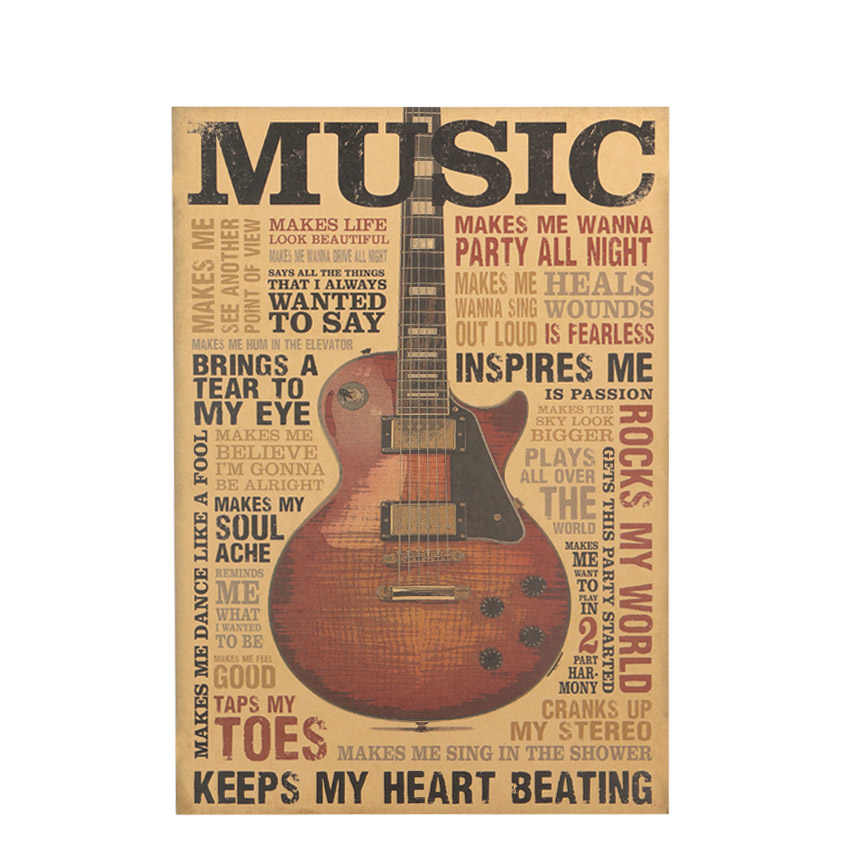 MUSIC
MAKES ME
SEE ANOTHER
POINT OF VIEW
MAKES LIFE
LOOK BEAUTIFUL
MAKES ME WANNA DRIVE ALL NIGHT
SAYS ALL THE THINGS
THAT I ALWAYS
WANTED
TO SAY
MAKES ME HUM IN THE ELEVATOR
BRINGS A
TEAR TO
MY EYE
MAKES ME DANCE LIKE A FOOL
MAKES ME
BELIEVE
I'M GONNA
BE ALRIGHT
MAKES MY
SOUL
ACHE
REMINDS
ME
WHAT
I WANTED
TO BE
MAKES ME FEEL
GOOD
TAPS MY
TOES
MAKES ME WANNA
PARTY ALL NIGHT
MAKES ME
WANNA SING
OUT LOUD
HEALS
WOUNDS
IS FEARLESS
INSPIRES ME
IS PASSION
MAKES THE
SKY LOOK
BIGGER
ROCKS MY WORLD
PLAYS
ALL OVER
THE
WORLD
GETS THIS PARTY STARTED
MAKES
ME
WANT
TO
PLAY
IN
2
PART
HAR-
MONY
CRANKS UP
MY STEREO
MAKES ME SING IN THE SHOWER
KEEPS MY HEART BEATING